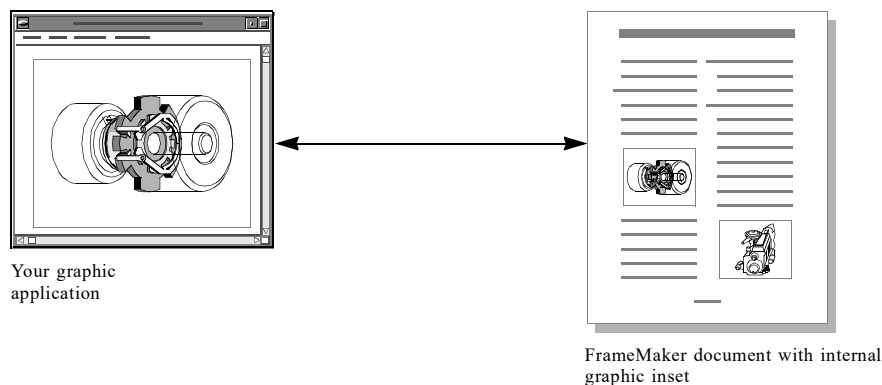 Your graphic
application
FrameMaker document with internal
graphic inset